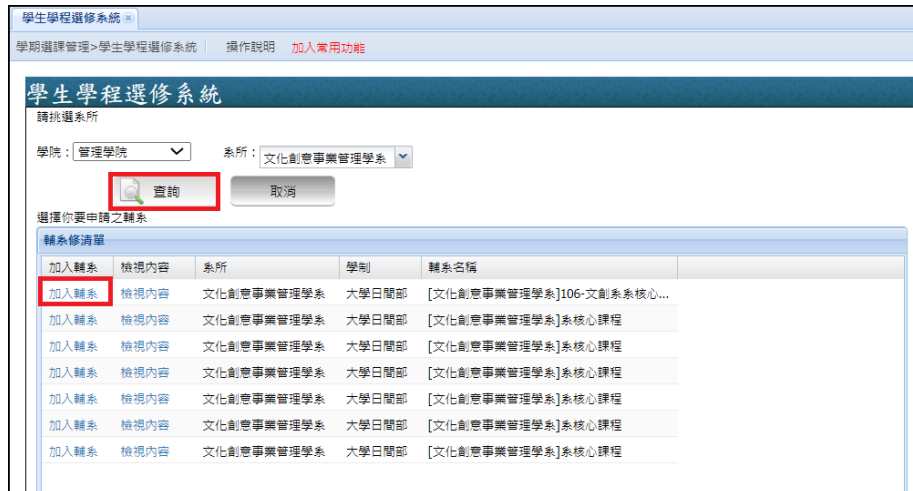 學生學程選修系統
學期選課管理>學生學程選修系統 操作說明 加入常用功能
學生學程選修系統
請挑選系所
學院： 管理學院 系所： 文化創意事業管理學系
查詢 取消
選擇你要申請之輔系
輔系修清單
加入輔系 檢視內容 系所 學制 輔系名稱
加入輔系 檢視內容 文化創意事業管理學系 大學日間部 [文化創意事業管理學系]106-文創系系核心...
加入輔系 檢視內容 文化創意事業管理學系 大學日間部 [文化創意事業管理學系]系核心課程
加入輔系 檢視內容 文化創意事業管理學系 大學日間部 [文化創意事業管理學系]系核心課程
加入輔系 檢視內容 文化創意事業管理學系 大學日間部 [文化創意事業管理學系]系核心課程
加入輔系 檢視內容 文化創意事業管理學系 大學日間部 [文化創意事業管理學系]系核心課程
加入輔系 檢視內容 文化創意事業管理學系 大學日間部 [文化創意事業管理學系]系核心課程
加入輔系 檢視內容 文化創意事業管理學系 大學日間部 [文化創意事業管理學系]系核心課程